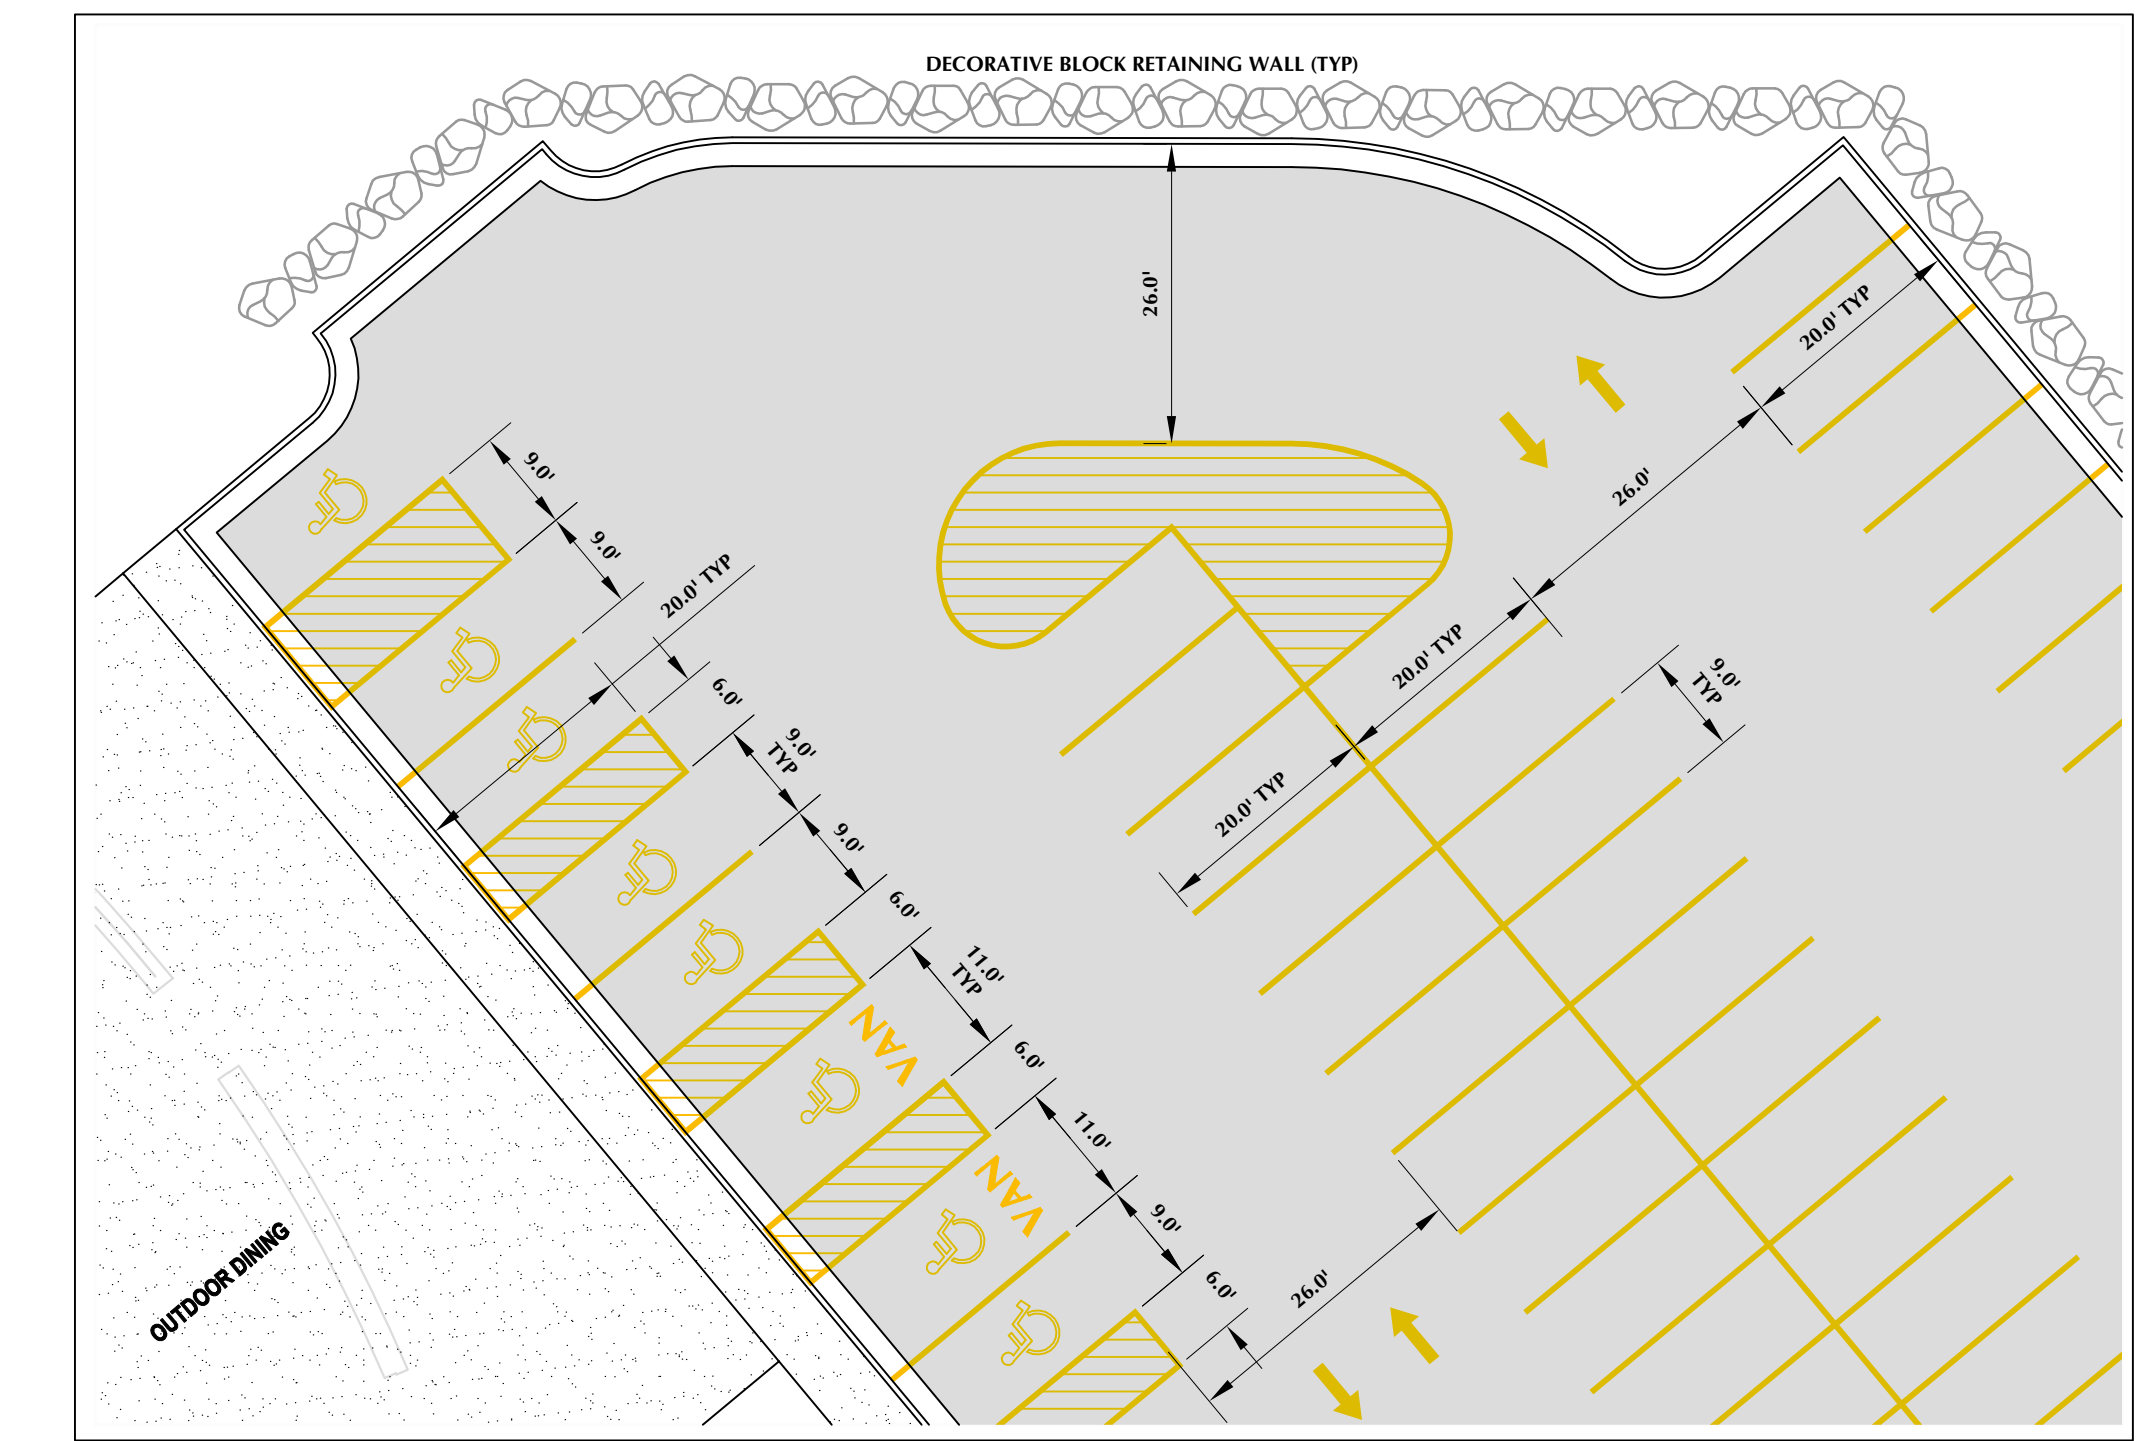 DECORATIVE BLOCK RETAINING WALL (TYP)
26.0'
20.0' TYP
26.0'
9.0'
9.0'
20.0' TYP
6.0'
20.0' TYP
9.0'
TYP
9.0'
TYP
20.0' TYP
9.0'
6.0'
11.0'
TYP
VAN
6.0'
11.0'
VAN
9.0'
6.0'
26.0'
OUTDOOR DINING